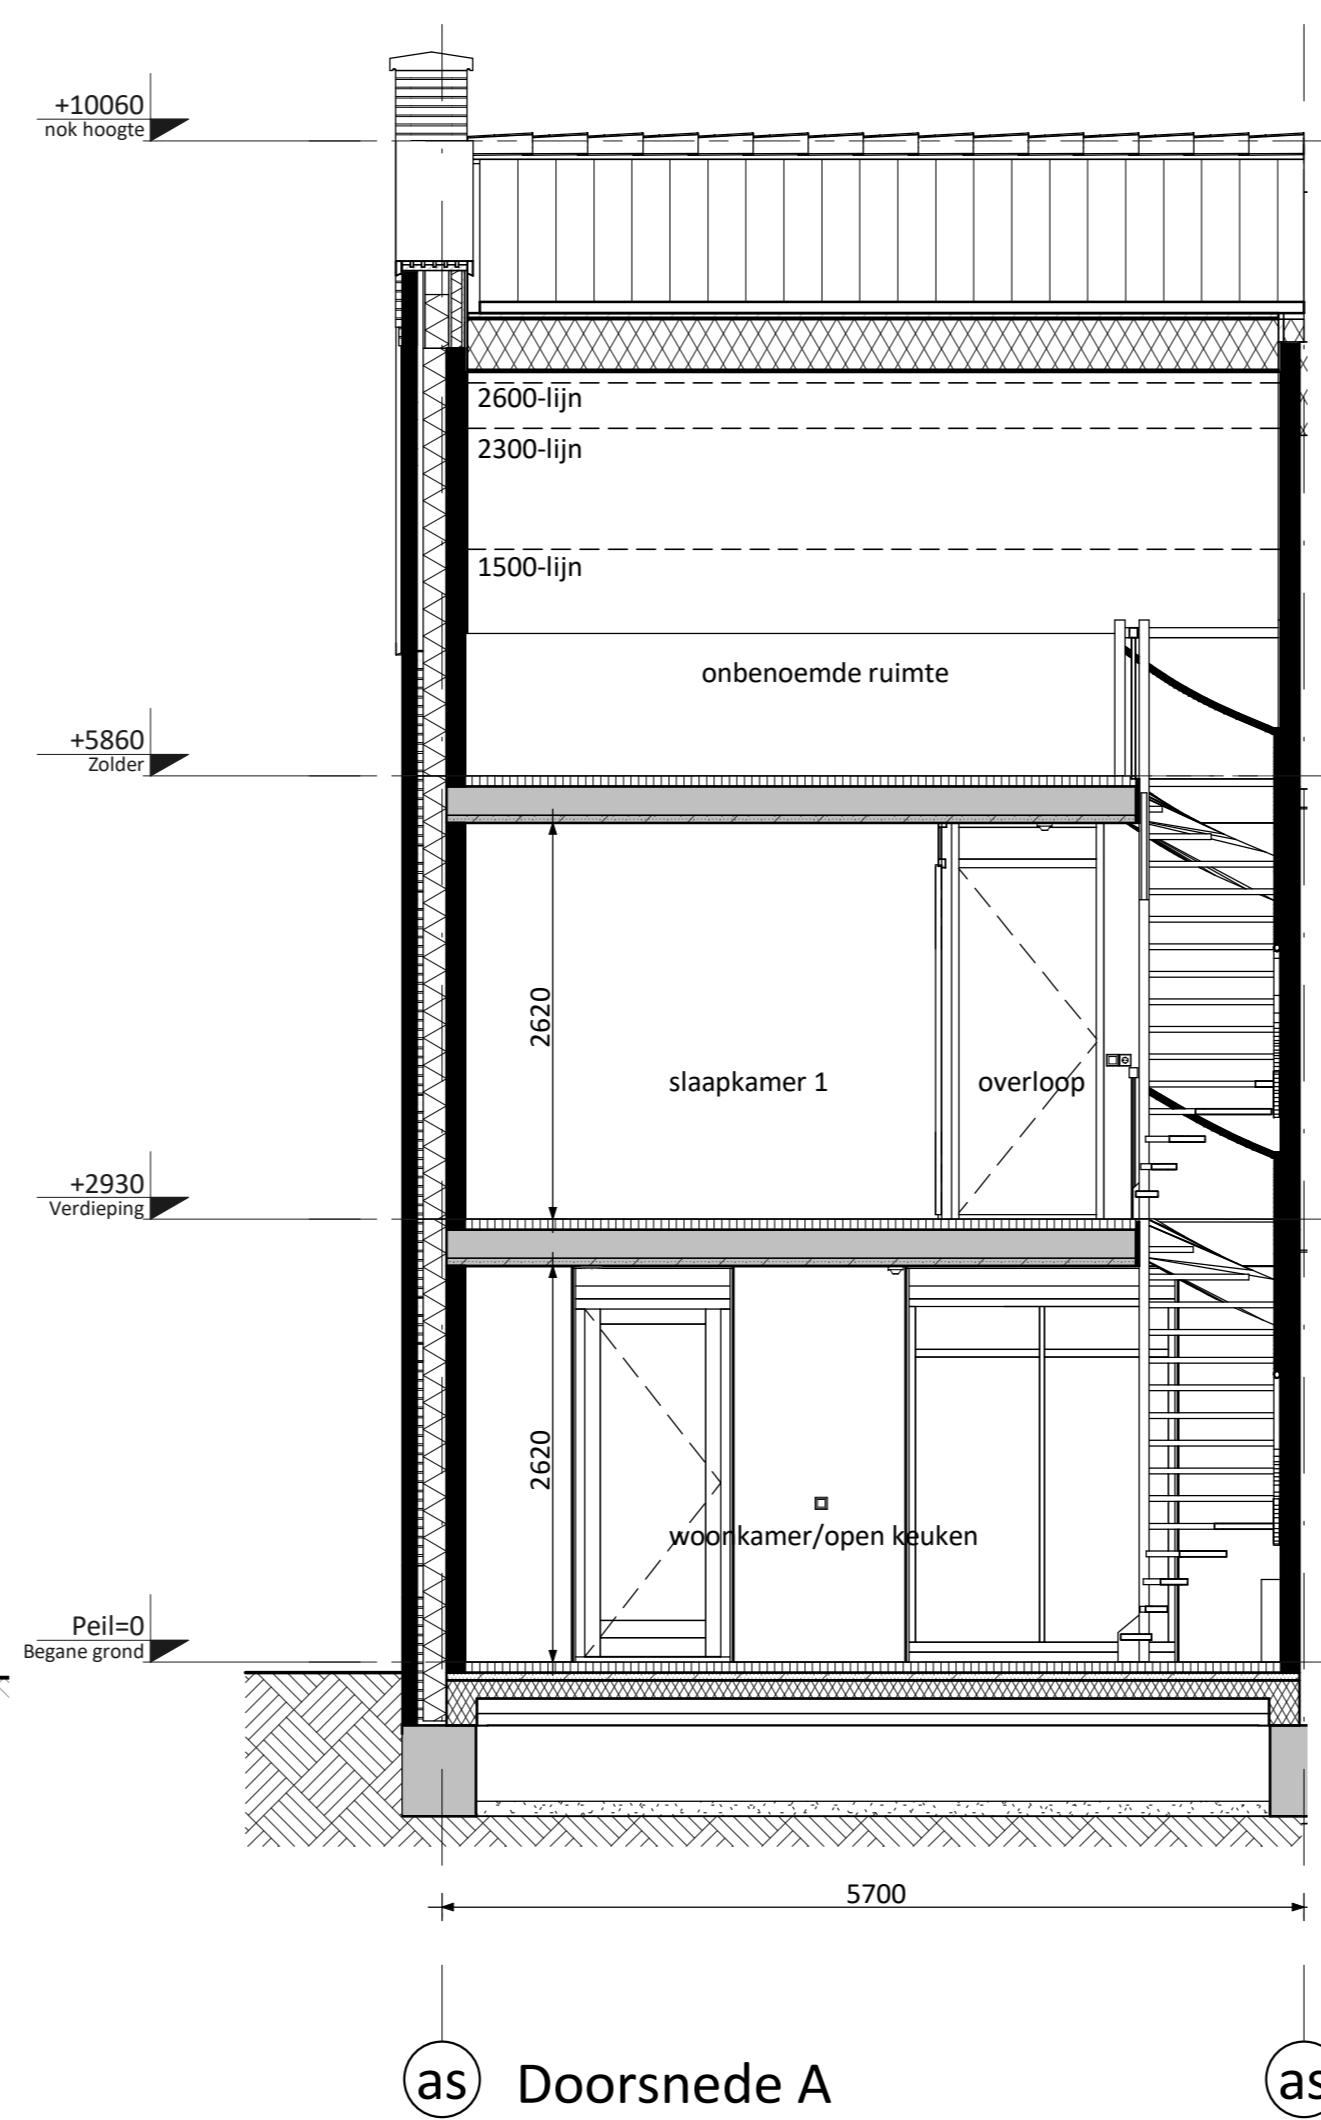 +10060
nok hoogte
2600-lijn
2300-lijn
1500-lijn
onbenoemde ruimte
+5860
Zolder
2620
slaapkamer 1
overloop
+2930
Verdieping
2620
woonkamer/open keuken
Peil=0
Begane grond
5700
as
Doorsnede A
as